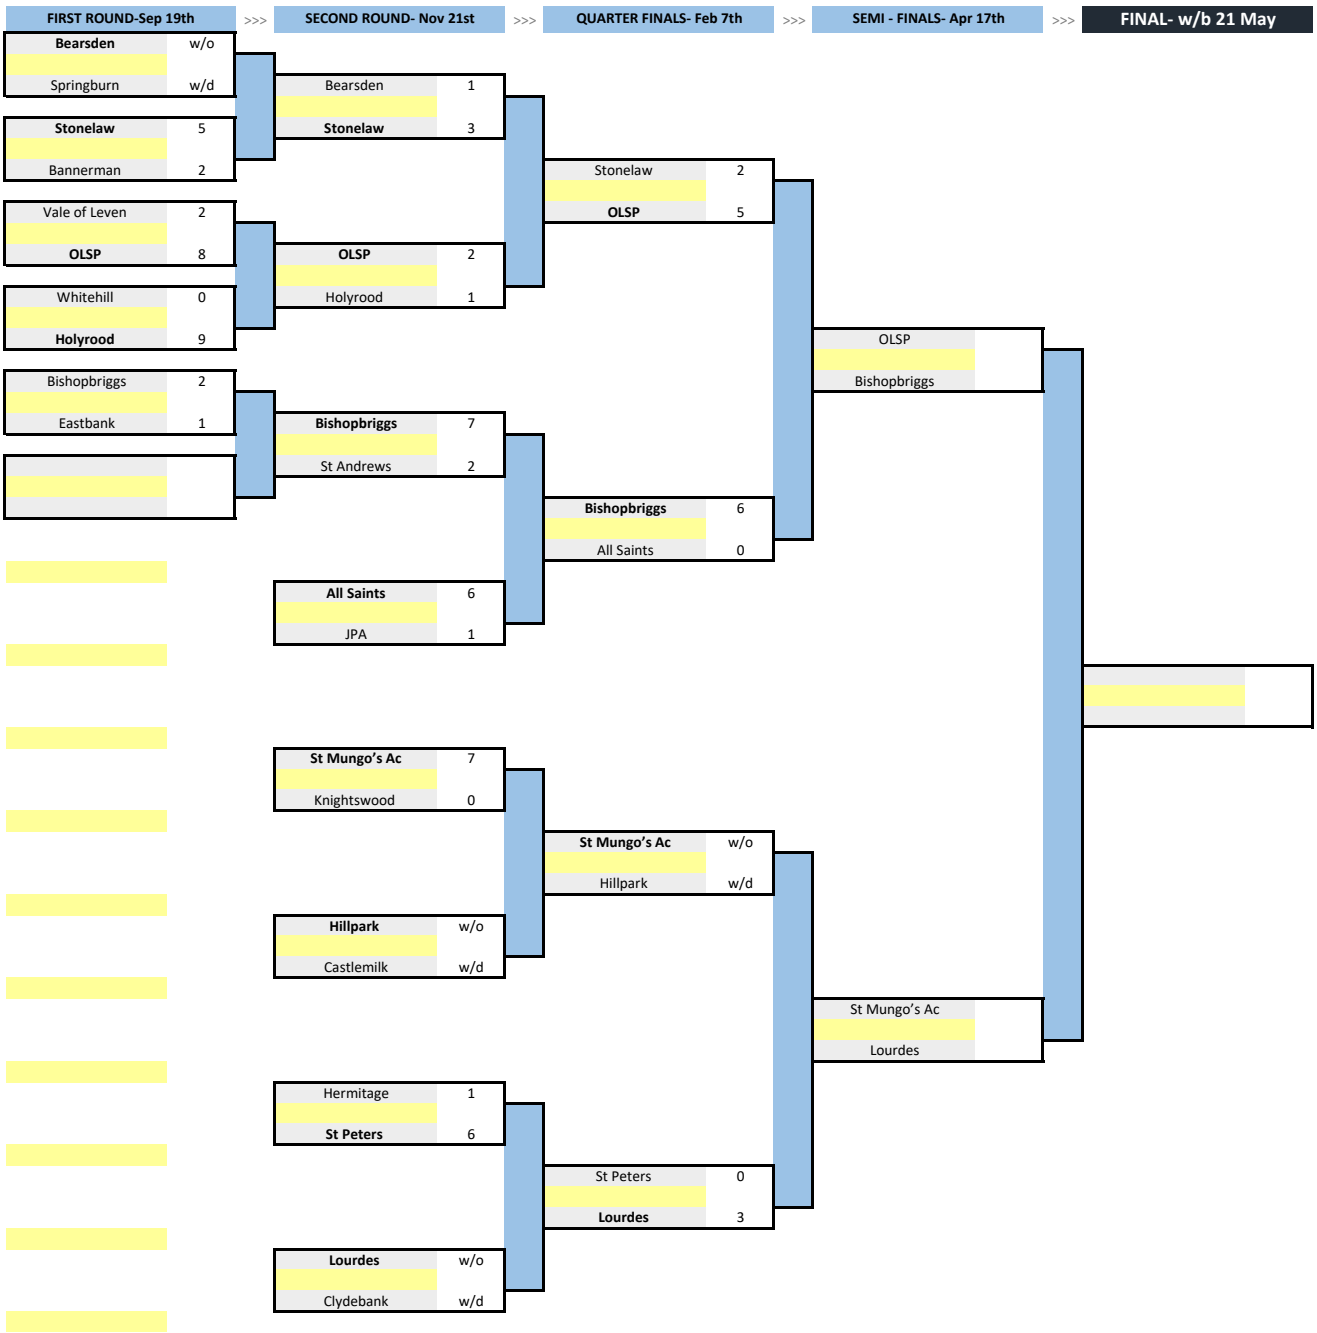 FIRST ROUND-Sep 19th >>> SECOND ROUND- Nov 21st >>> QUARTER FINALS- Feb 7th >>> SEMI - FINALS- Apr 17th >>> FINAL- w/b 21 May
Bearsden w/o
Springburn w/d
Stonelaw 5
Bannerman 2
Vale of Leven 2
OLSP 8
Whitehill 0
Holyrood 9
Bishopbriggs 2
Eastbank 1
Bearsden 1
Stonelaw 3
OLSP 2
Holyrood 1
Bishopbriggs 7
St Andrews 2
All Saints 6
JPA 1
St Mungo’s Ac 7
Knightswood 0
Hillpark w/o
Castlemilk w/d
Hermitage 1
St Peters 6
Lourdes w/o
Clydebank w/d
Stonelaw 2
OLSP 5
Bishopbriggs 6
All Saints 0
St Mungo’s Ac w/o
Hillpark w/d
St Peters 0
Lourdes 3
OLSP
Bishopbriggs
St Mungo’s Ac
Lourdes